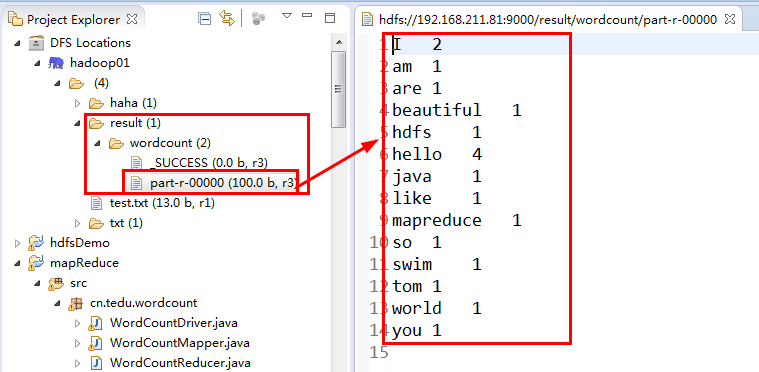 Project Explorer
DFS Locations
hadoop01
(4)
haha (1)
result (1)
wordcount (2)
_SUCCESS (0.0 b, r3)
part-r-00000 (100.0 b, r3)
test.txt (13.0 b, r1)
txt (1)
hdfsDemo
mapReduce
src
cn.tedu.wordcount
WordCountDriver.java
WordCountMapper.java
WordCountReducer.java
hdfs://192.168.211.81:9000/result/wordcount/part-r-00000
1 I 2
2 am 1
3 are 1
4 beautiful 1
5 hdfs 1
6 hello 4
7 java 1
8 like 1
9 mapreduce 1
10 so 1
11 swim 1
12 tom 1
13 world 1
14 you 1
15